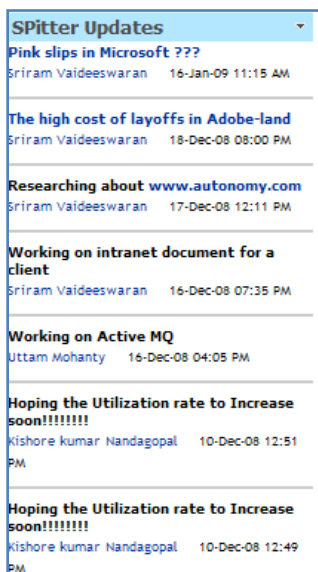 SPitter Updates
Pink slips in Microsoft ???
Sriram Vaideeswaran 16-Jan-09 11:15 AM
The high cost of layoffs in Adobe-land
Sriram Vaideeswaran 18-Dec-08 08:00 PM
Researching about www.autonomy.com
Sriram Vaideeswaran 17-Dec-08 12:11 PM
Working on intranet document for a
client
Sriram Vaideeswaran 16-Dec-08 07:35 PM
Working on Active MQ
Uttam Mohanty 16-Dec-08 04:05 PM
Hoping the Utilization rate to Increase
soon!!!!!!!!
Kishore kumar Nandagopal 10-Dec-08 12:51
PM
Hoping the Utilization rate to Increase
soon!!!!!!!!
Kishore kumar Nandagopal 10-Dec-08 12:49
PM